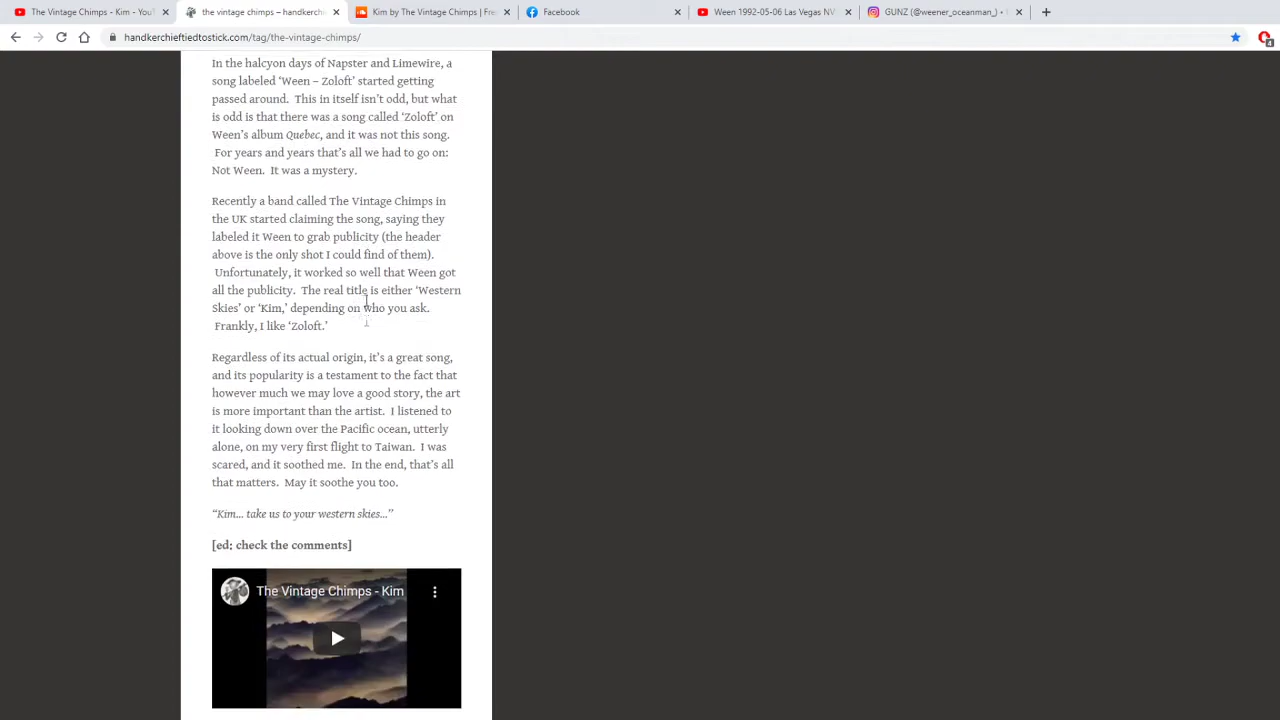 The Vintage Chimps - Kim - YouT
the vintage chimps – handkerchie
Kim by The Vintage Chimps | Fre
Facebook
Ween 1992-05-06 Las Vegas NV
GUNZ (@weener_oceanman_) •
handkerchieftiedtostick.com/tag/the-vintage-chimps/
4
In the halcyon days of Napster and Limewire, a
song labeled ‘Ween – Zoloft’ started getting
passed around. This in itself isn’t odd, but what
is odd is that there was a song called ‘Zoloft’ on
Ween’s album Quebec, and it was not this song.
For years and years that’s all we had to go on:
Not Ween. It was a mystery.
Recently a band called The Vintage Chimps in
the UK started claiming the song, saying they
labeled it Ween to grab publicity (the header
above is the only shot I could find of them).
Unfortunately, it worked so well that Ween got
all the publicity. The real title is either ‘Western
Skies’ or ‘Kim,’ depending on who you ask.
Frankly, I like ‘Zoloft.’
Regardless of its actual origin, it’s a great song,
and its popularity is a testament to the fact that
however much we may love a good story, the art
is more important than the artist. I listened to
it looking down over the Pacific ocean, utterly
alone, on my very first flight to Taiwan. I was
scared, and it soothed me. In the end, that’s all
that matters. May it soothe you too.
“Kim… take us to your western skies…”
[ed: check the comments]
The Vintage Chimps - Kim